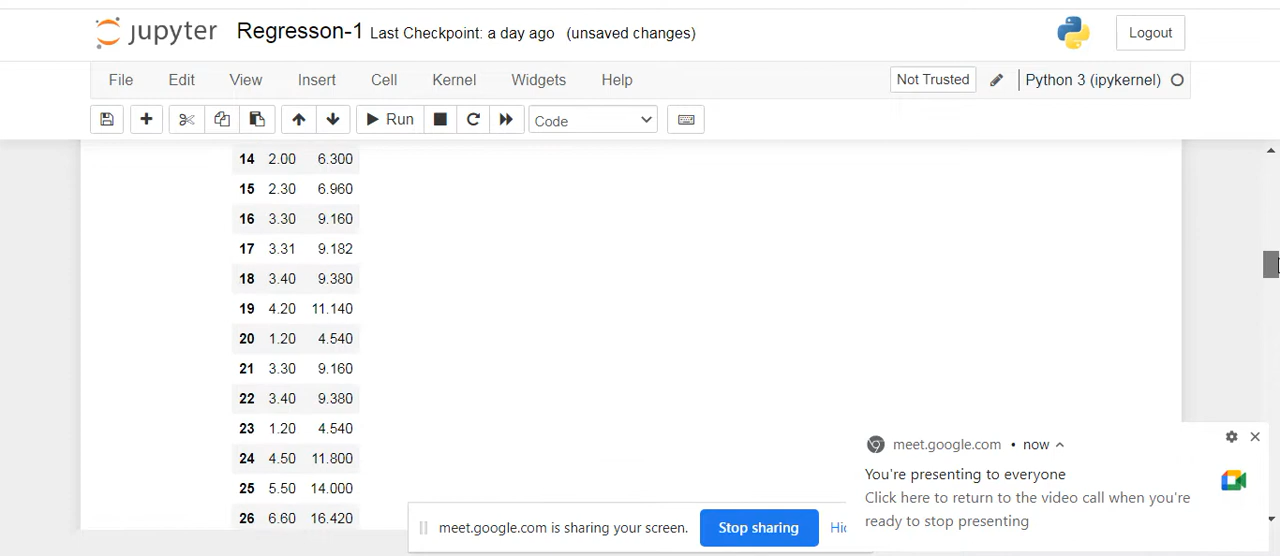 jupyter Regresson-1 Last Checkpoint: a day ago (unsaved changes) Logout
File Edit View Insert Cell Kernel Widgets Help Not Trusted Python 3 (ipykernel)
Run Code
14 2.00 6.300
15 2.30 6.960
16 3.30 9.160
17 3.31 9.182
18 3.40 9.380
19 4.20 11.140
20 1.20 4.540
21 3.30 9.160
22 3.40 9.380
23 1.20 4.540
24 4.50 11.800
25 5.50 14.000
26 6.60 16.420
meet.google.com • now
You're presenting to everyone
Click here to return to the video call when you're
ready to stop presenting
meet.google.com is sharing your screen. Stop sharing